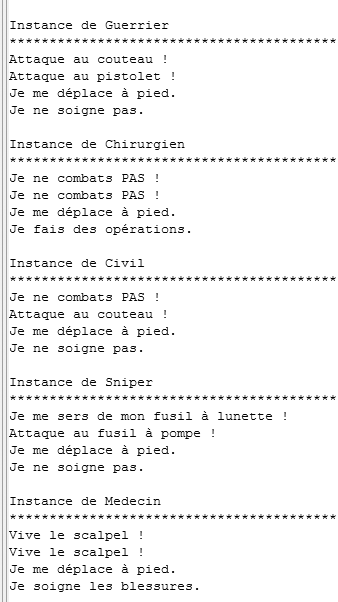 Instance de Guerrier
*****************************************
Attaque au couteau !
Attaque au pistolet !
Je me déplace à pied.
Je ne soigne pas.
Instance de Chirurgien
*****************************************
Je ne combats PAS !
Je ne combats PAS !
Je me déplace à pied.
Je fais des opérations.
Instance de Civil
*****************************************
Je ne combats PAS !
Attaque au couteau !
Je me déplace à pied.
Je ne soigne pas.
Instance de Sniper
*****************************************
Je me sers de mon fusil à lunette !
Attaque au fusil à pompe !
Je me déplace à pied.
Je ne soigne pas.
Instance de Medecin
*****************************************
Vive le scalpel !
Vive le scalpel !
Je me déplace à pied.
Je soigne les blessures.